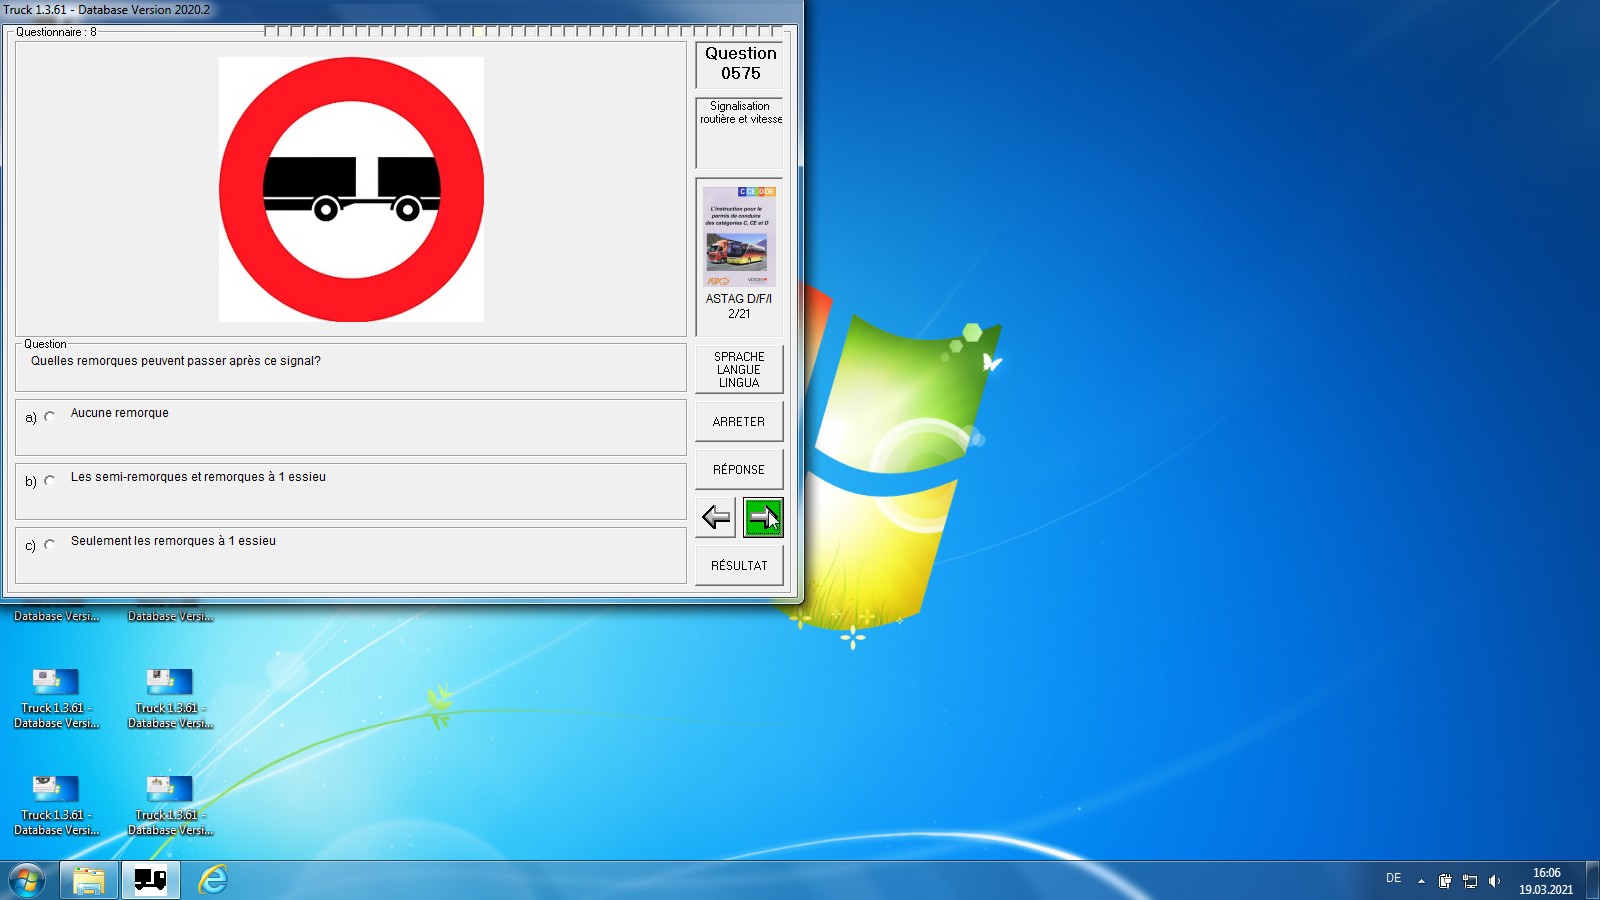 Truck 1.3.61 - Database Version 2020.2
Questionnaire : 8
Question
0575
Signalisation
routière et vitesse
C CE D DE
L'instruction pour le
permis de conduire
des catégories C, CE et D
ASTAG D/F/I
2/21
Question
Quelles remorques peuvent passer après ce signal?
a) Aucune remorque
b) Les semi-remorques et remorques à 1 essieu
c) Seulement les remorques à 1 essieu
SPRACHE
LANGUE
LINGUA
ARRETER
RÉPONSE
RÉSULTAT
Database Versi...
Database Versi...
Truck 1.3.61 -
Database Versi...
Truck 1.3.61 -
Database Versi...
Truck 1.3.61 -
Database Versi...
Truck 1.3.61 -
Database Versi...
DE
16:06
19.03.2021